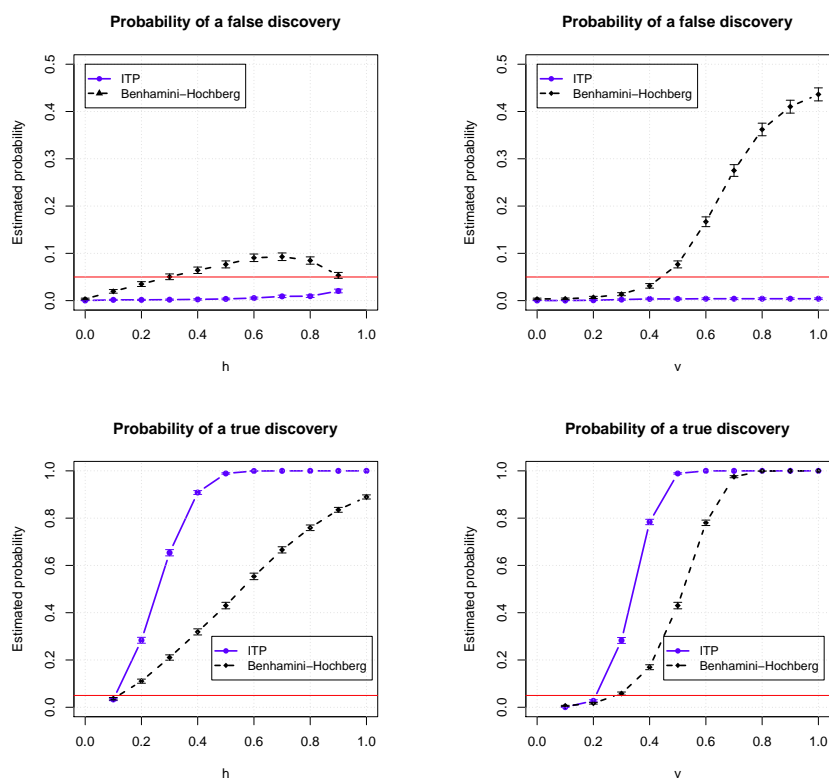 Probability of a false discovery
0.5
0.4
0.3
0.2
0.1
0.0
Estimated probability
ITP
Benhamini−Hochberg
0.0 0.2 0.4 0.6 0.8 1.0
h
Probability of a false discovery
0.5
0.4
0.3
0.2
0.1
0.0
Estimated probability
ITP
Benhamini−Hochberg
0.0 0.2 0.4 0.6 0.8 1.0
v
Probability of a true discovery
1.0
0.8
0.6
0.4
0.2
0.0
Estimated probability
ITP
Benhamini−Hochberg
0.0 0.2 0.4 0.6 0.8 1.0
h
Probability of a true discovery
1.0
0.8
0.6
0.4
0.2
0.0
Estimated probability
ITP
Benhamini−Hochberg
0.0 0.2 0.4 0.6 0.8 1.0
v